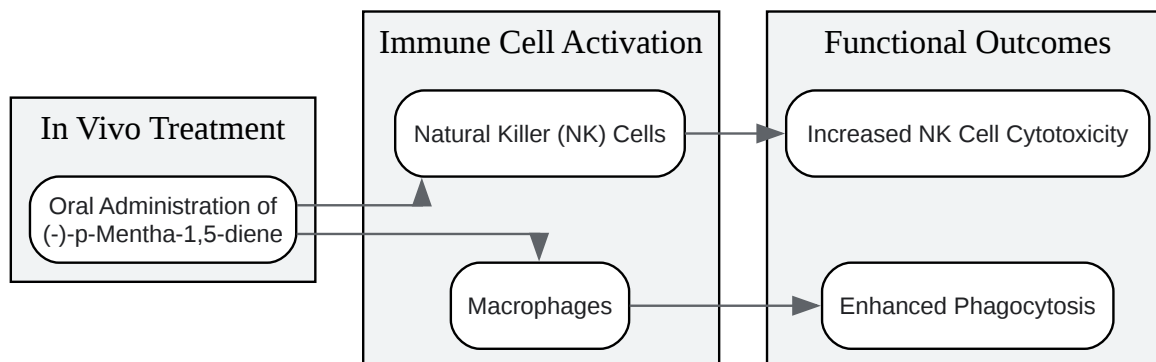 In Vivo Treatment
Oral Administration of
(-)-p-Mentha-1,5-diene
Immune Cell Activation
Natural Killer (NK) Cells
Macrophages
Functional Outcomes
Increased NK Cell Cytotoxicity
Enhanced Phagocytosis